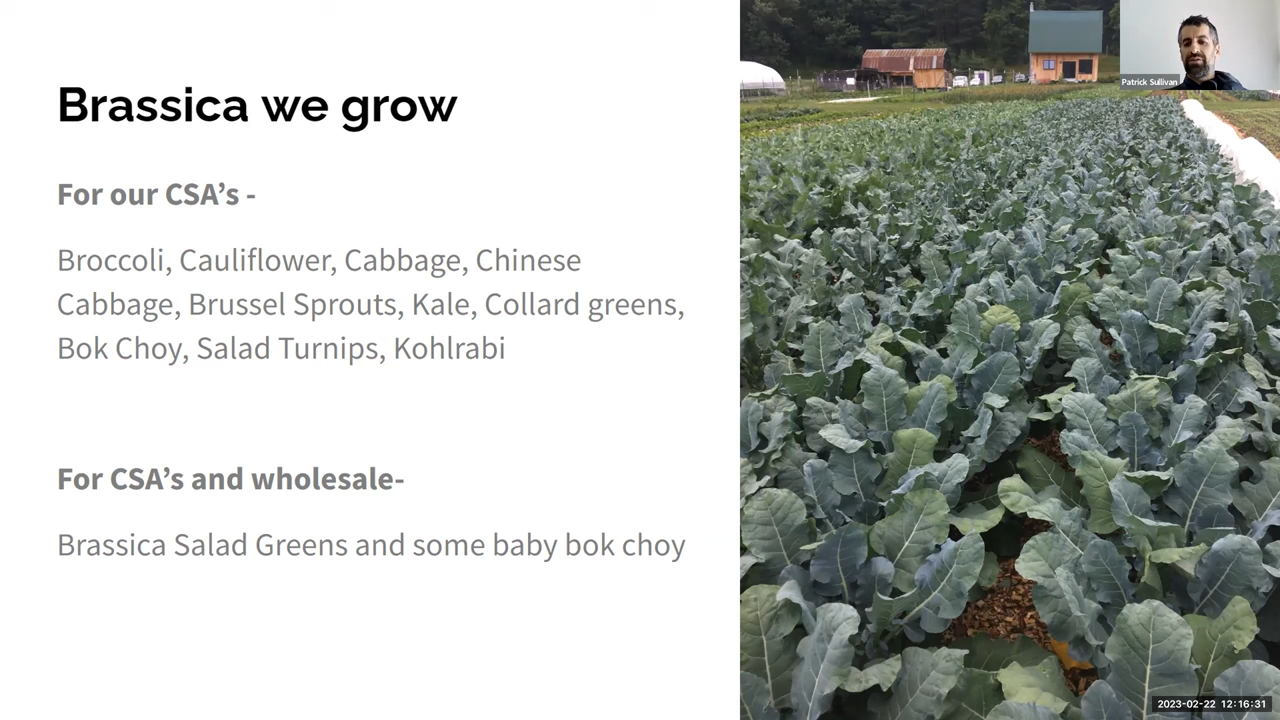 Brassica we grow
For our CSA’s -
Broccoli, Cauliflower, Cabbage, Chinese
Cabbage, Brussel Sprouts, Kale, Collard greens,
Bok Choy, Salad Turnips, Kohlrabi
For CSA’s and wholesale-
Brassica Salad Greens and some baby bok choy
Patrick Sullivan
2023-02-22 12:16:31